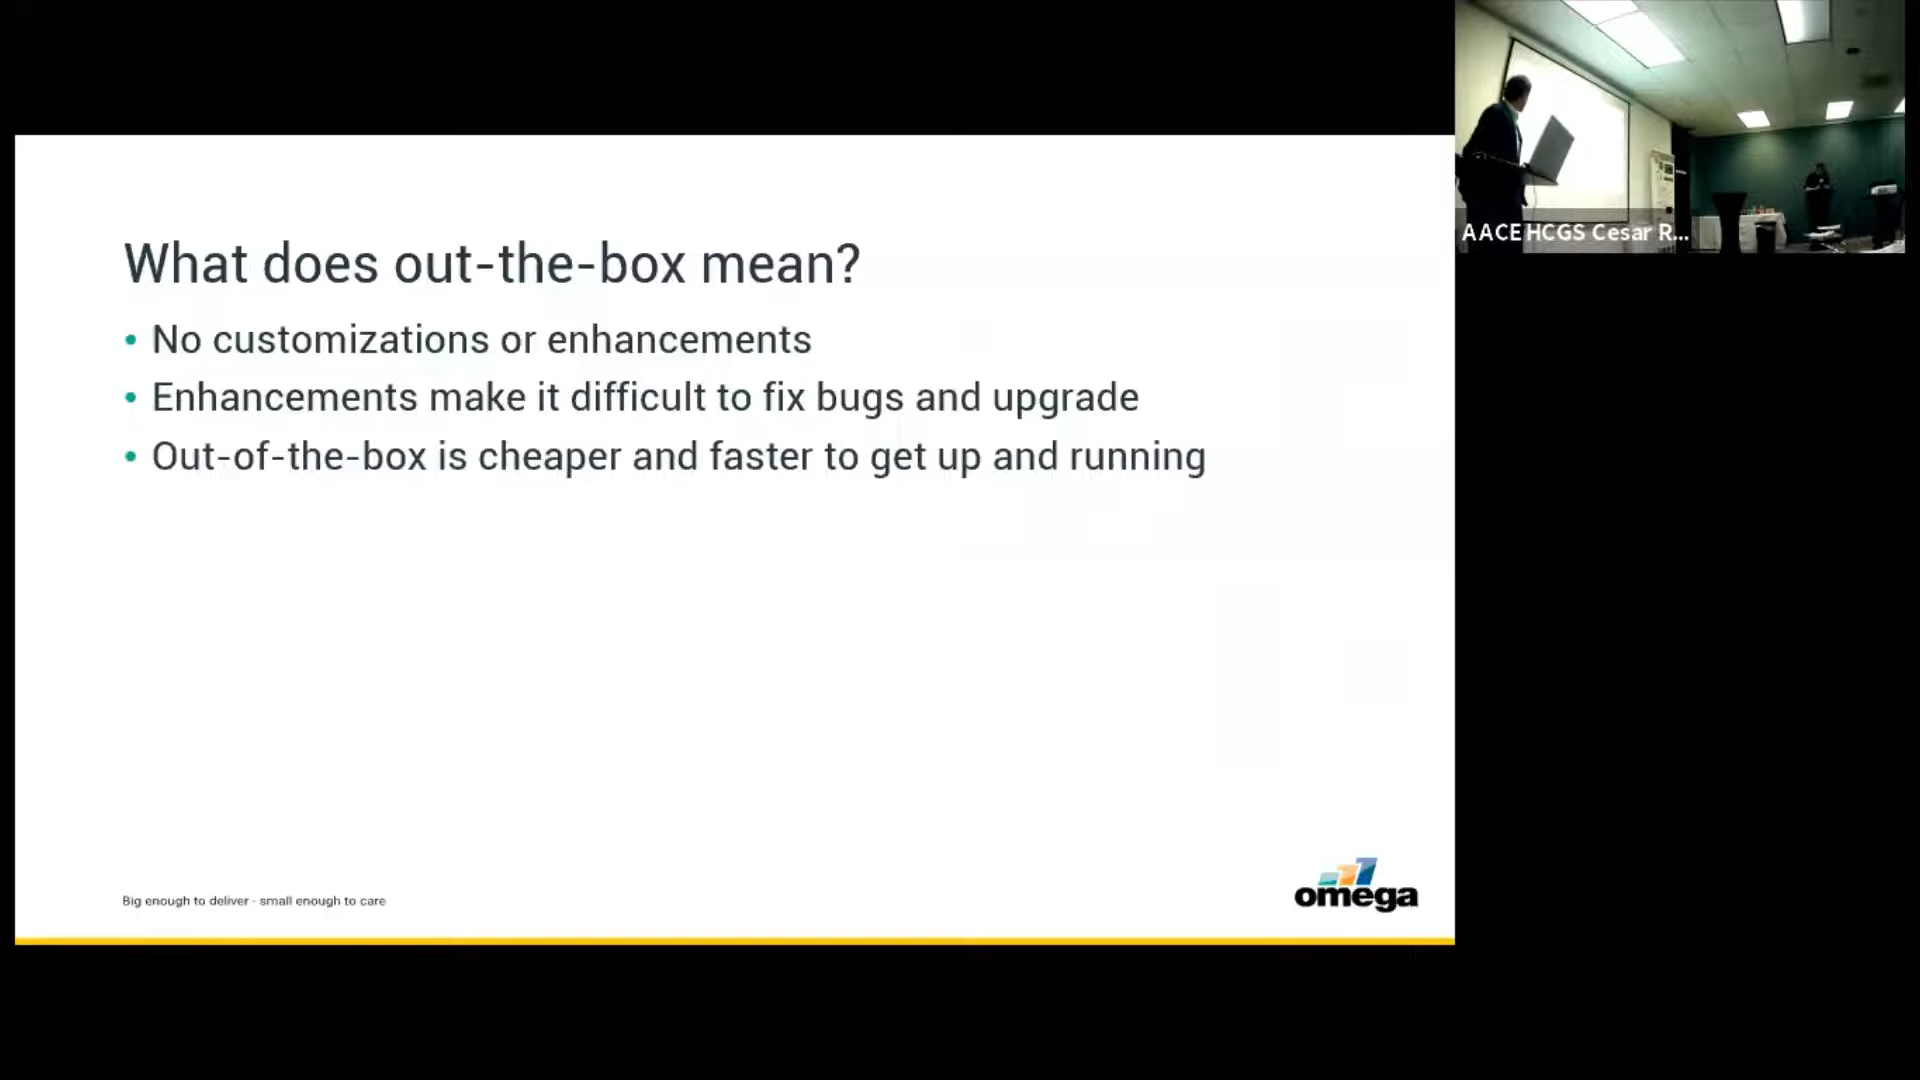 What does out-the-box mean?
• No customizations or enhancements
• Enhancements make it difficult to fix bugs and upgrade
• Out-of-the-box is cheaper and faster to get up and running
Big enough to deliver - small enough to care
omega
AACE HCGS Cesar R...